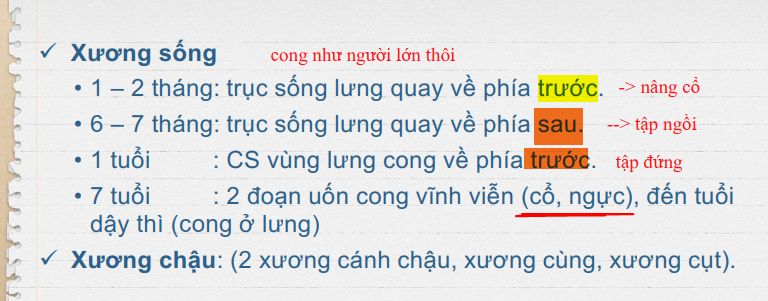 ✓ Xương sống cong như người lớn thôi
• 1 – 2 tháng: trục sống lưng quay về phía trước. -> nâng cổ
• 6 – 7 tháng: trục sống lưng quay về phía sau. --> tập ngồi
• 1 tuổi : CS vùng lưng cong về phía trước. tập đứng
• 7 tuổi : 2 đoạn uốn cong vĩnh viễn (cổ, ngực), đến tuổi
dậy thì (cong ở lưng)
✓ Xương chậu: (2 xương cánh chậu, xương cùng, xương cụt).